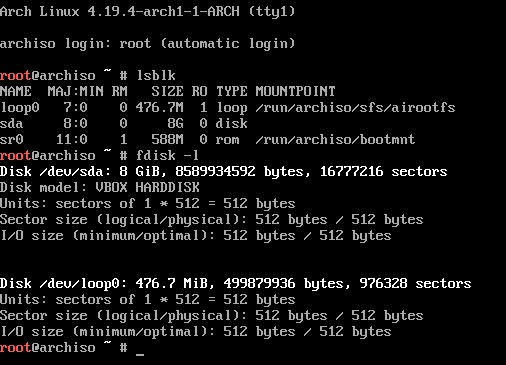 Arch Linux 4.19.4-arch1-1-ARCH (tty1)
archiso login: root (automatic login)
root@archiso ~ # lsblk
NAME  MAJ:MIN RM   SIZE RO TYPE MOUNTPOINT
loop0   7:0    0 476.7M  1 loop /run/archiso/sfs/airootfs
sda     8:0    0     8G  0 disk
sr0    11:0    1   588M  0 rom  /run/archiso/bootmnt
root@archiso ~ # fdisk -l
Disk /dev/sda: 8 GiB, 8589934592 bytes, 16777216 sectors
Disk model: VBOX HARDDISK
Units: sectors of 1 * 512 = 512 bytes
Sector size (logical/physical): 512 bytes / 512 bytes
I/O size (minimum/optimal): 512 bytes / 512 bytes
Disk /dev/loop0: 476.7 MiB, 499879936 bytes, 976328 sectors
Units: sectors of 1 * 512 = 512 bytes
Sector size (logical/physical): 512 bytes / 512 bytes
I/O size (minimum/optimal): 512 bytes / 512 bytes
root@archiso ~ # _